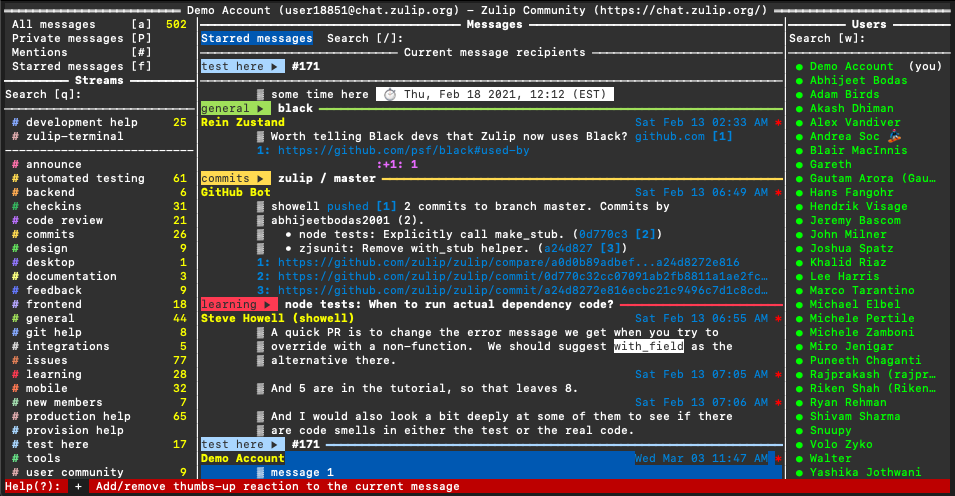 Demo Account (user18851@chat.zulip.org) – Zulip Community (https://chat.zulip.org/)
All messages [a] 502
Private messages [P]
Mentions [#]
Starred messages [f]
Streams
Search [q]:
# development help 25
# zulip-terminal
# announce
# automated testing 61
# backend 6
# checkins 31
# code review 21
# commits 26
# design 9
# desktop 1
# documentation 3
# feedback 9
# frontend 18
# general 44
# git help 8
# integrations 5
# issues 77
# learning 28
# mobile 32
# new members 7
# production help 65
# provision help
# test here 17
# tools
# user community 9
Messages
Starred messages Search [/]:
Current message recipients
test here ▶ #171
some time here ⏱ Thu, Feb 18 2021, 12:12 (EST)
general ▶ black
Rein Zustand Sat Feb 13 02:33 AM *
Worth telling Black devs that Zulip now uses Black? github.com [1]
1: https://github.com/psf/black#used-by
:+1: 1
commits ▶ zulip / master
GitHub Bot Sat Feb 13 06:49 AM *
showell pushed [1] 2 commits to branch master. Commits by
abhijeetbodas2001 (2).
• node tests: Explicitly call make_stub. (0d770c3 [2])
• zjsunit: Remove with_stub helper. (a24d827 [3])
1: https://github.com/zulip/zulip/compare/a0d0b89adbef...a24d8272e816
2: https://github.com/zulip/zulip/commit/0d770c32cc07091ab2fb8811a1ae2fc…
3: https://github.com/zulip/zulip/commit/a24d8272e816ecbc21c9496c7d1c8cd…
learning ▶ node tests: When to run actual dependency code?
Steve Howell (showell) Sat Feb 13 06:55 AM *
A quick PR is to change the error message we get when you try to
override with a non-function. We should suggest with_field as the
alternative there.
Sat Feb 13 07:05 AM *
And 5 are in the tutorial, so that leaves 8.
Sat Feb 13 07:06 AM *
And I would also look a bit deeply at some of them to see if there
are code smells in either the test or the real code.
test here ▶ #171
Demo Account Wed Mar 03 11:47 AM *
message 1
Users
Search [w]:
● Demo Account (you)
● Abhijeet Bodas
● Adam Birds
● Akash Dhiman
● Alex Vandiver
● Andrea Soc
● Blair MacInnis
● Gareth
● Gautam Arora (Gau…
● Hans Fangohr
● Hendrik Visage
● Jeremy Bascom
● John Milner
● Joshua Spatz
● Khalid Riaz
● Lee Harris
● Marco Tarantino
● Michael Elbel
● Michele Pertile
● Michele Zamboni
● Miro Jenigar
● Puneeth Chaganti
● Rajprakash (rajpr…
● Riken Shah (Riken…
● Ryan Rehman
● Shivam Sharma
● Snuupy
● Volo Zyko
● Walter
● Yashika Jothwani
Help(?): + Add/remove thumbs-up reaction to the current message